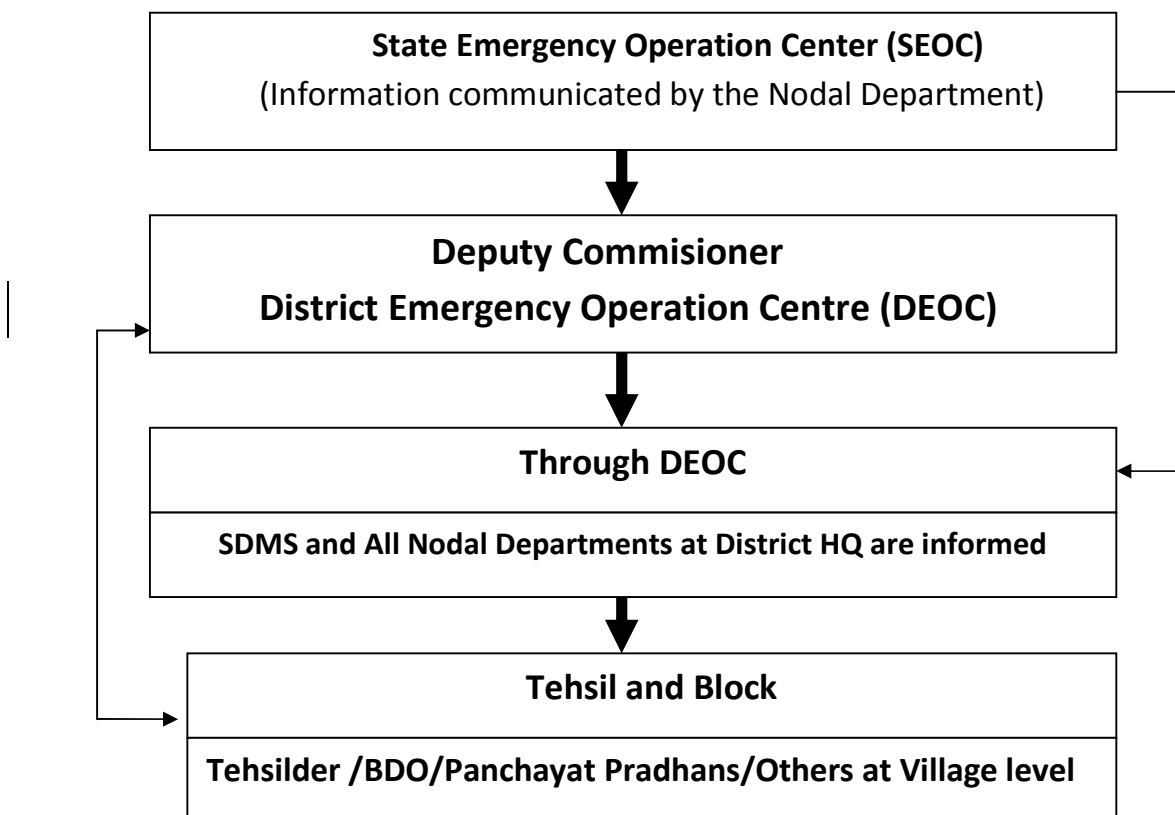 State Emergency Operation Center (SEOC)
(Information communicated by the Nodal Department)
Deputy Commisioner
District Emergency Operation Centre (DEOC)
Through DEOC
SDMS and All Nodal Departments at District HQ are informed
Tehsil and Block
Tehsilder /BDO/Panchayat Pradhans/Others at Village level